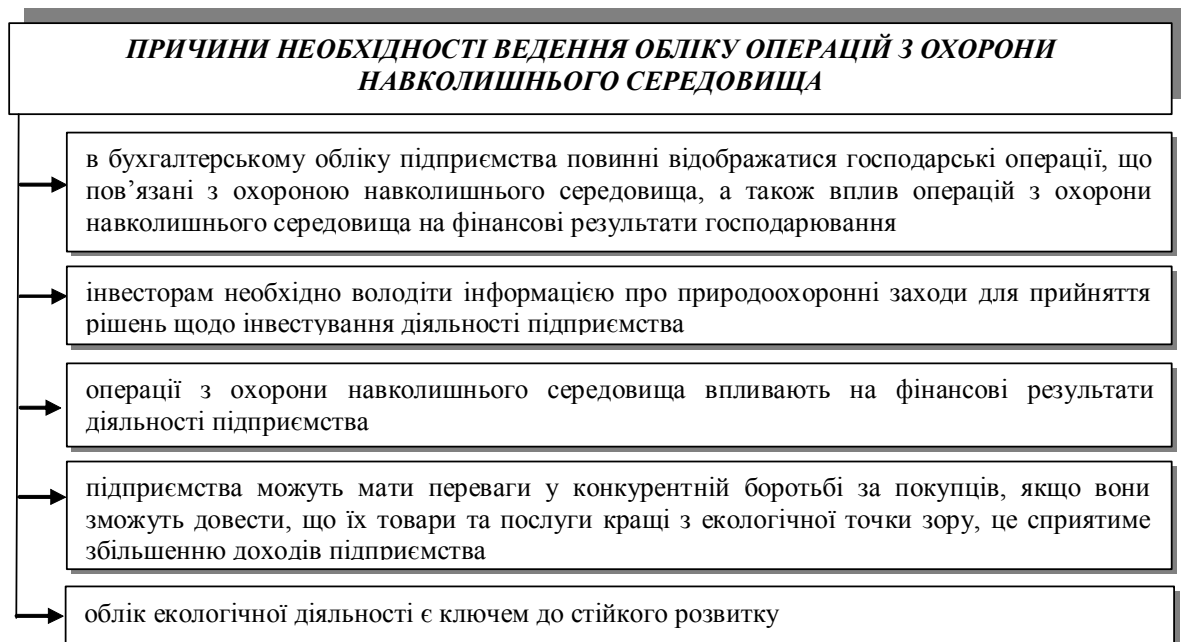 ПРИЧИНИ НЕОБХІДНОСТІ ВЕДЕННЯ ОБЛІКУ ОПЕРАЦІЙ З ОХОРОНИ
НАВКОЛИШНЬОГО СЕРЕДОВИЩА
в бухгалтерському обліку підприємства повинні відображатися господарські операції, що
пов’язані з охороною навколишнього середовища, а також вплив операцій з охорони
навколишнього середовища на фінансові результати господарювання
інвесторам необхідно володіти інформацією про природоохоронні заходи для прийняття
рішень щодо інвестування діяльності підприємства
операції з охорони навколишнього середовища впливають на фінансові результати
діяльності підприємства
підприємства можуть мати переваги у конкурентній боротьбі за покупців, якщо вони
зможуть довести, що їх товари та послуги кращі з екологічної точки зору, це сприятиме
збільшенню доходів підприємства
облік екологічної діяльності є ключем до стійкого розвитку